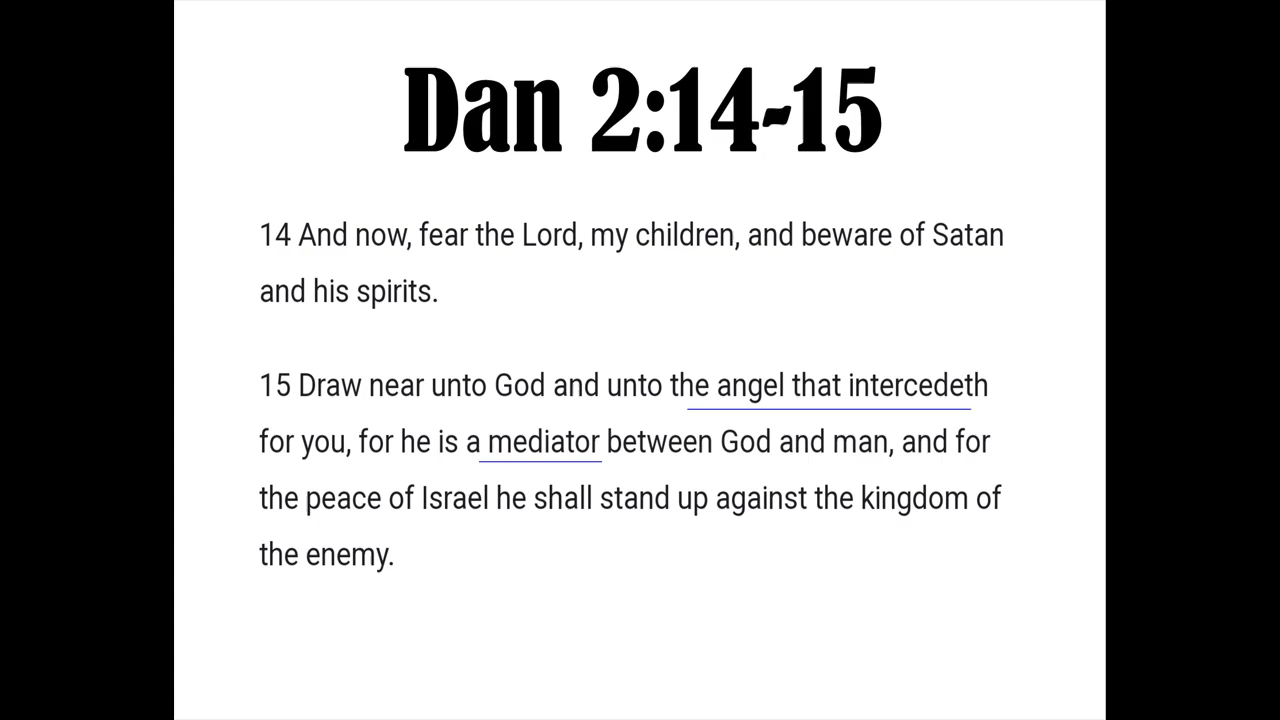 Dan 2:14-15
14 And now, fear the Lord, my children, and beware of Satan
and his spirits.
15 Draw near unto God and unto the angel that intercedeth
for you, for he is a mediator between God and man, and for
the peace of Israel he shall stand up against the kingdom of
the enemy.